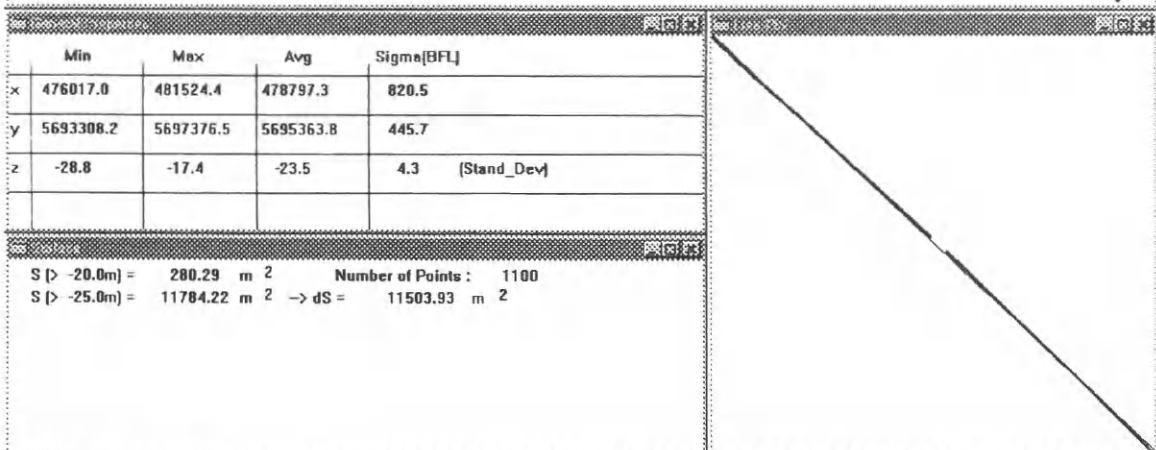 Min Max Avg Sigma(BFL)
x 476017.0 481524.4 478797.3 820.5
y 5693308.2 5697376.5 5695363.8 445.7
z -28.8 -17.4 -23.5 4.3 (Stand_Dev)
S (> -20.0m) = 280.29 m 2 Number of Points : 1100
S (> -25.0m) = 11784.22 m 2 -> dS = 11503.93 m 2